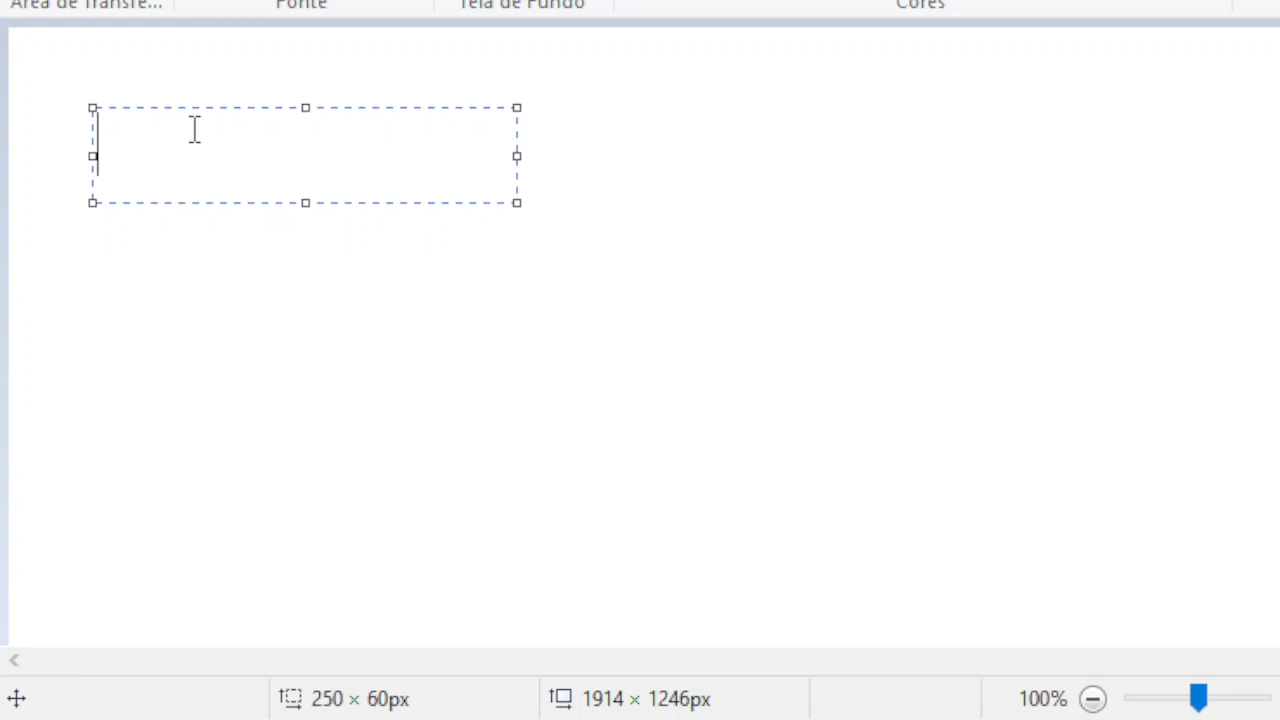 Área de Transfe... Fonte Tela de Fundo Cores
250 × 60px 1914 × 1246px 100%